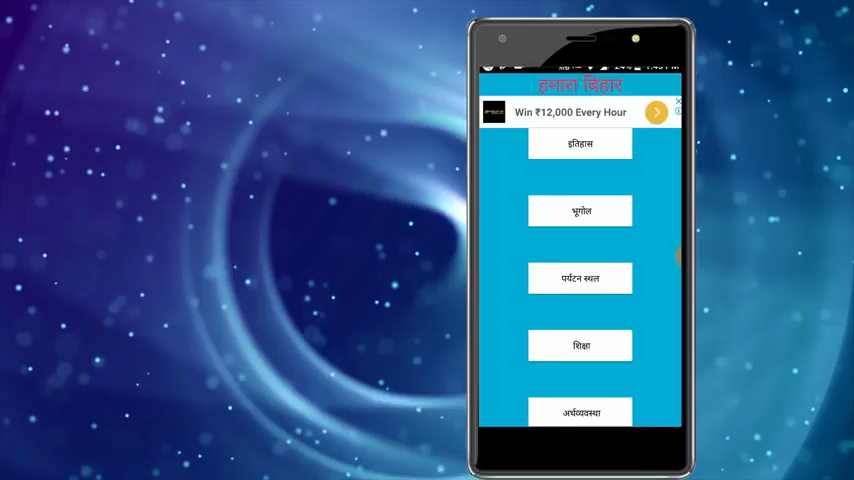 हमारा बिहार
Win ₹12,000 Every Hour
इतिहास
भूगोल
पर्यटन स्थल
शिक्षा
अर्थव्यवस्था